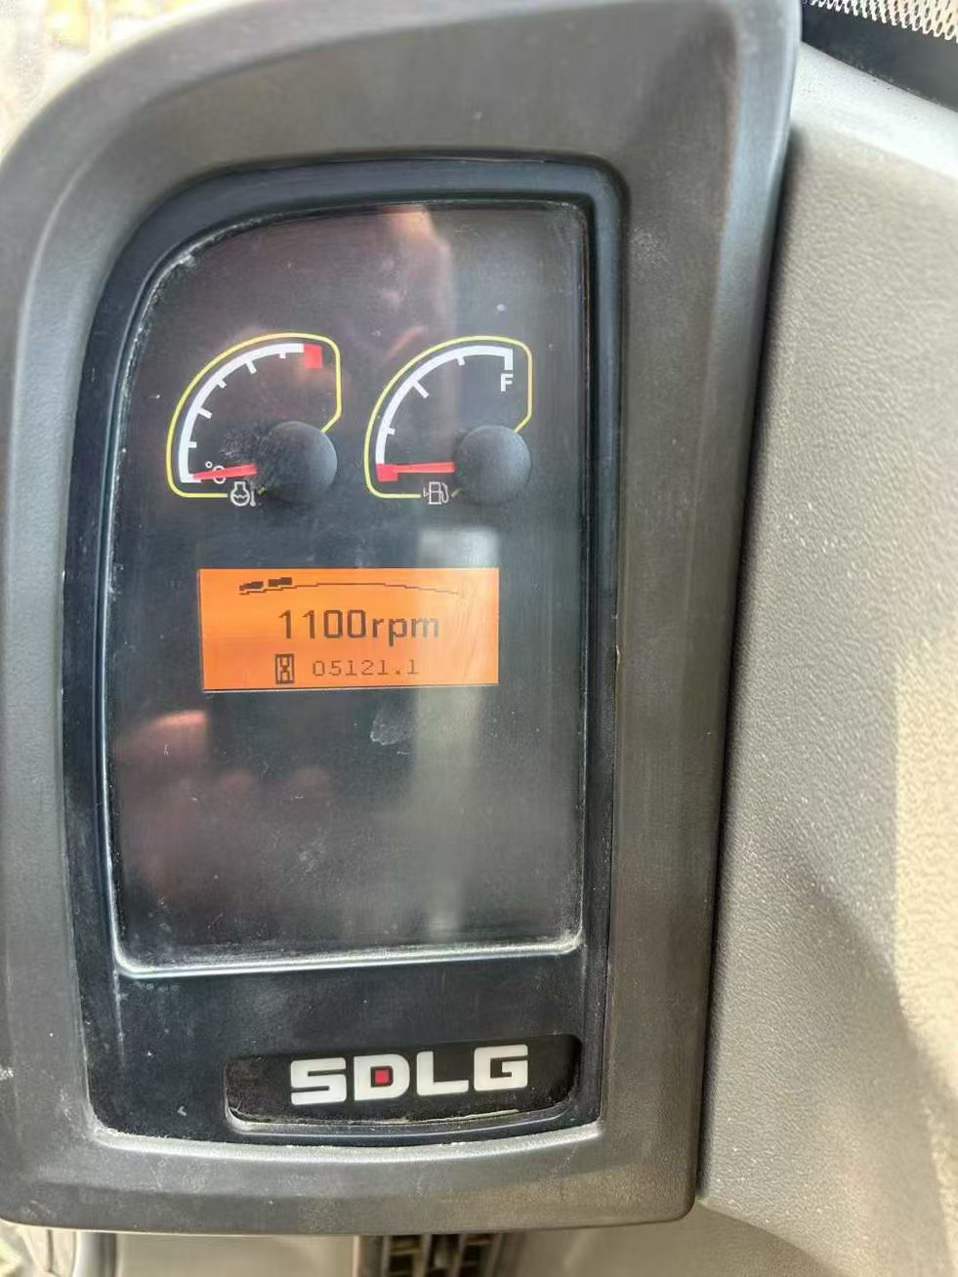 °C
F
1100rpm
05121.1
SDLG